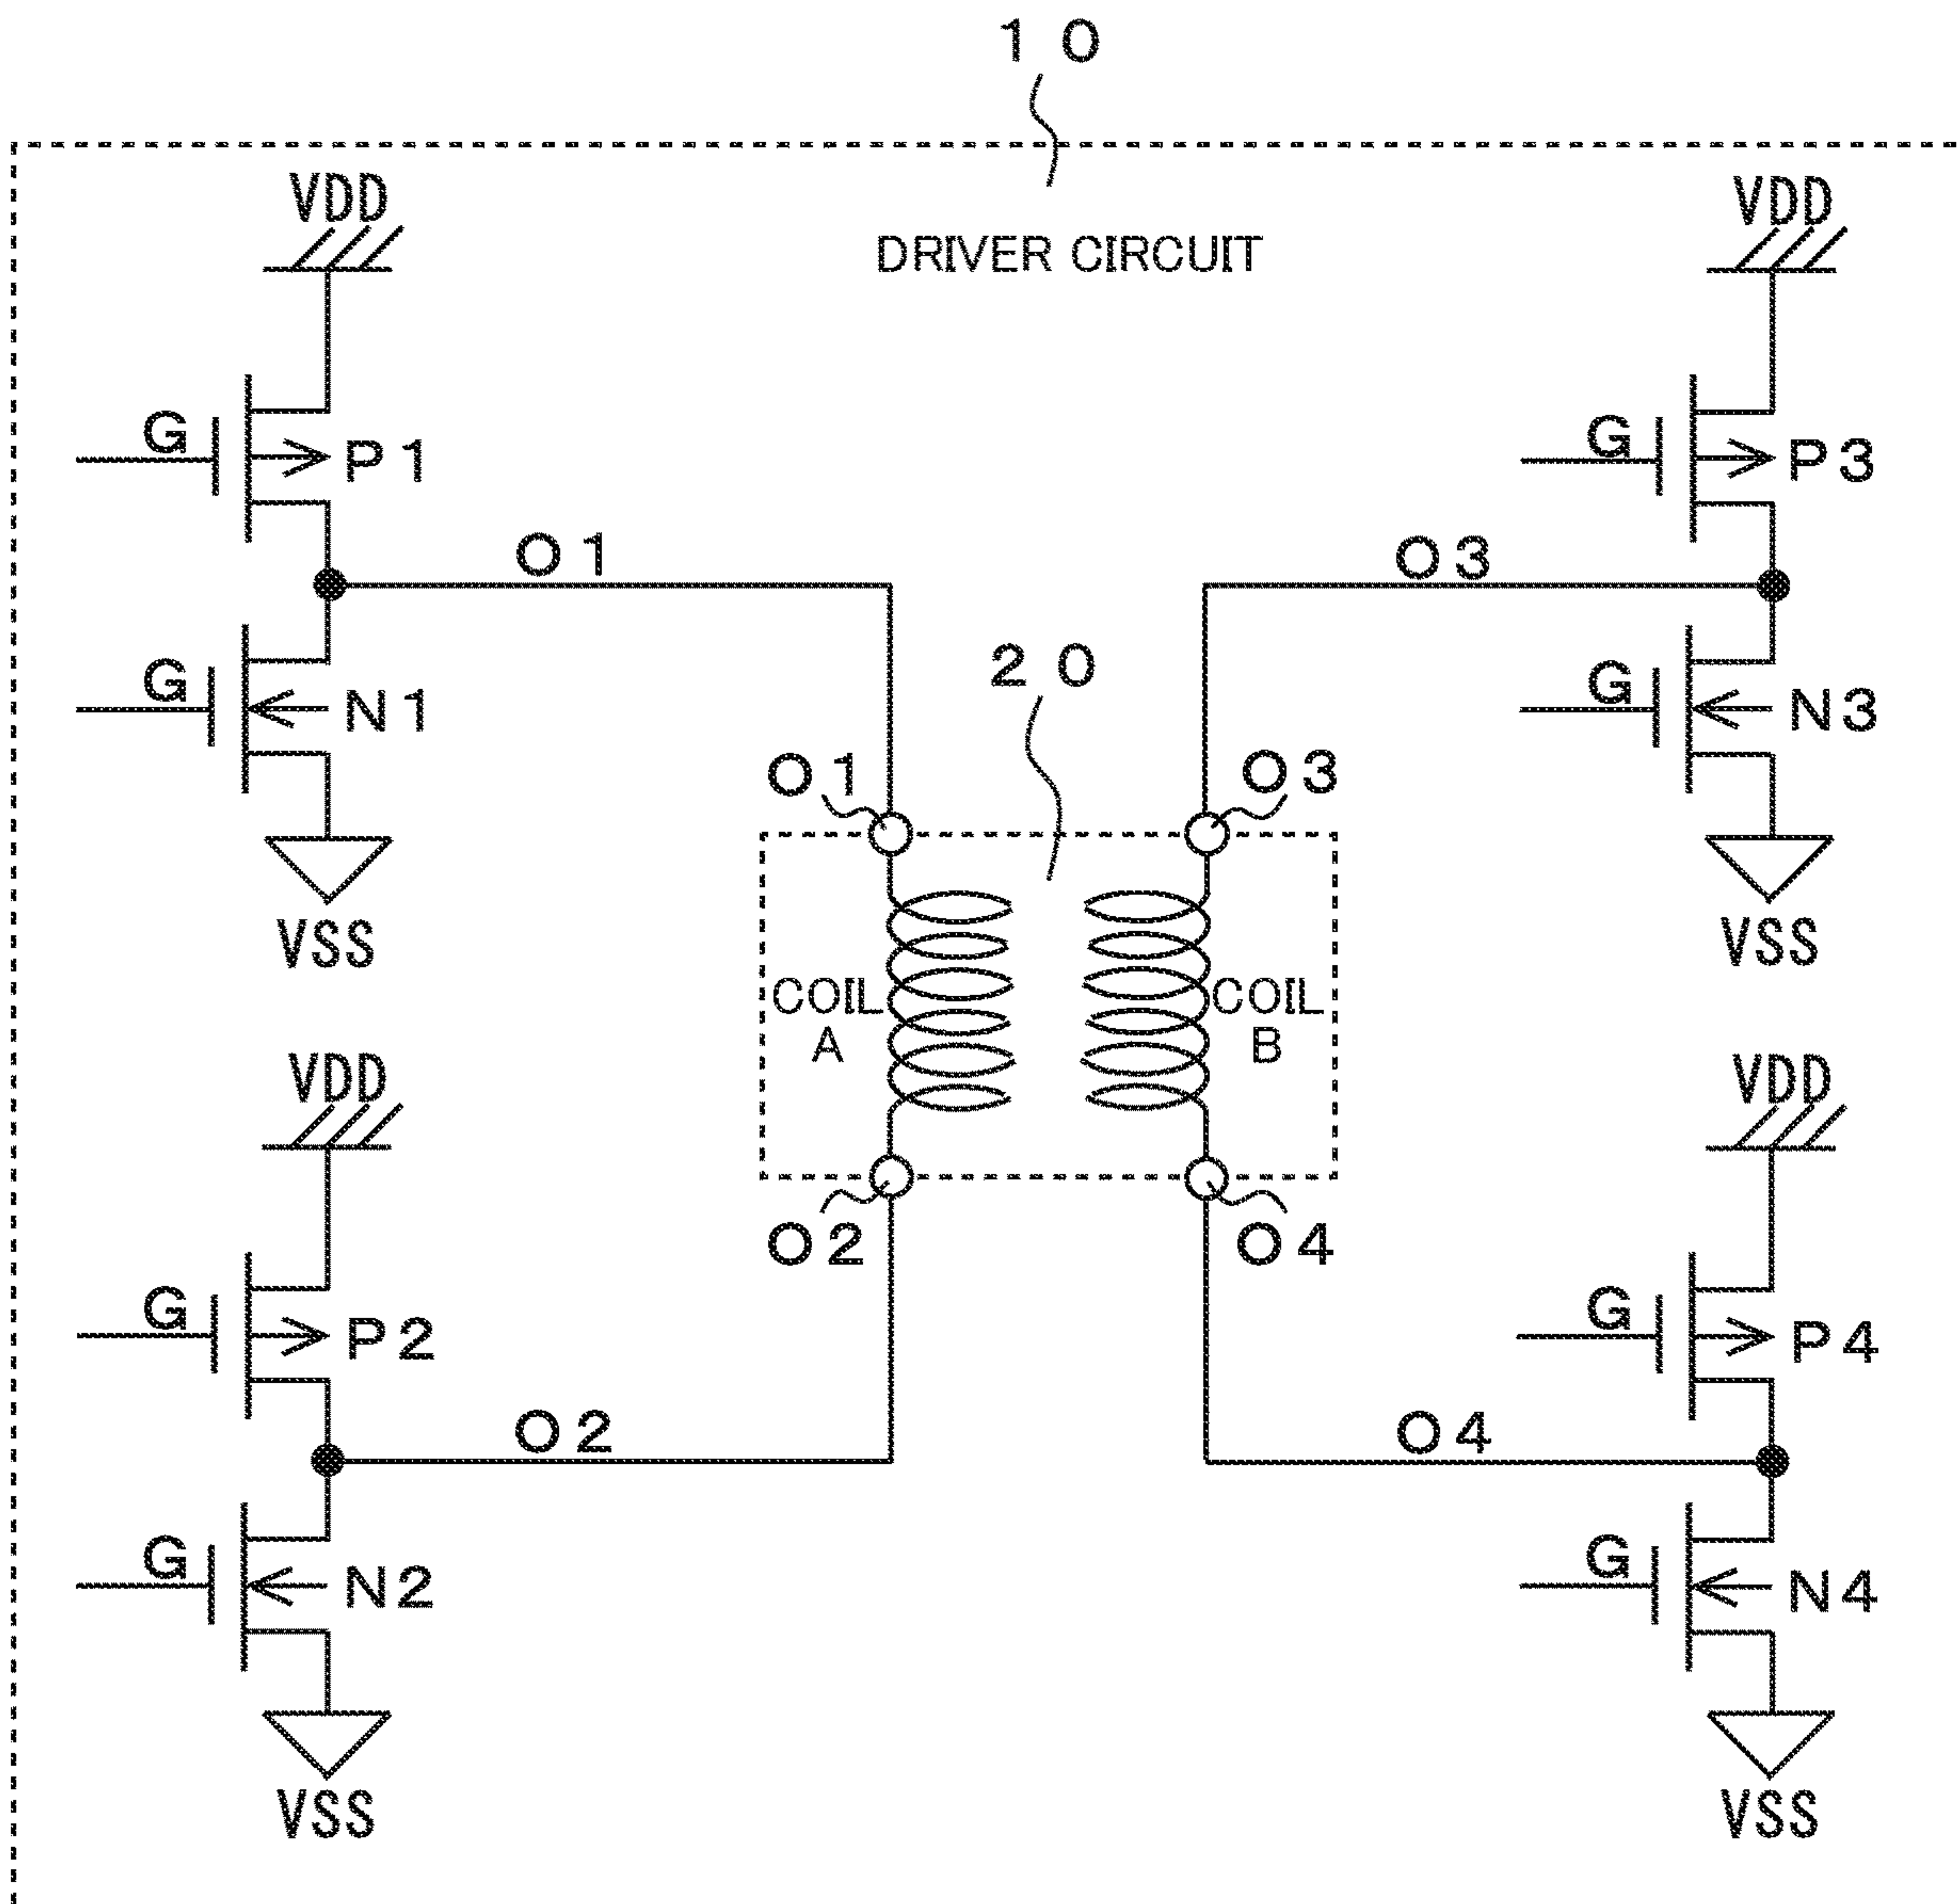 10
VDD
DRIVER CIRCUIT
VDD
G
P1
G
P3
O1
O3
G
N1
20
G
N3
O1
O3
VSS
COIL
A
COIL
B
VSS
VDD
VDD
O2
O4
G
P2
G
P4
O2
O4
G
N2
G
N4
VSS
VSS